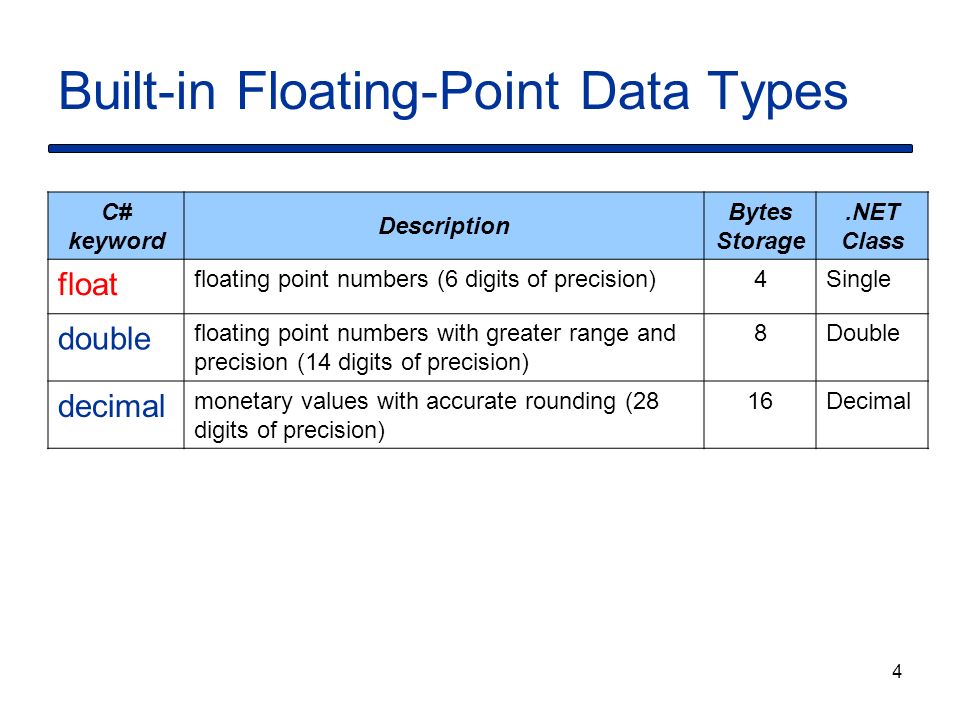 Built-in Floating-Point Data Types
C#
keyword
Description
Bytes
Storage
.NET
Class
float
floating point numbers (6 digits of precision)
4
Single
double
floating point numbers with greater range and
precision (14 digits of precision)
8
Double
decimal
monetary values with accurate rounding (28
digits of precision)
16
Decimal
4